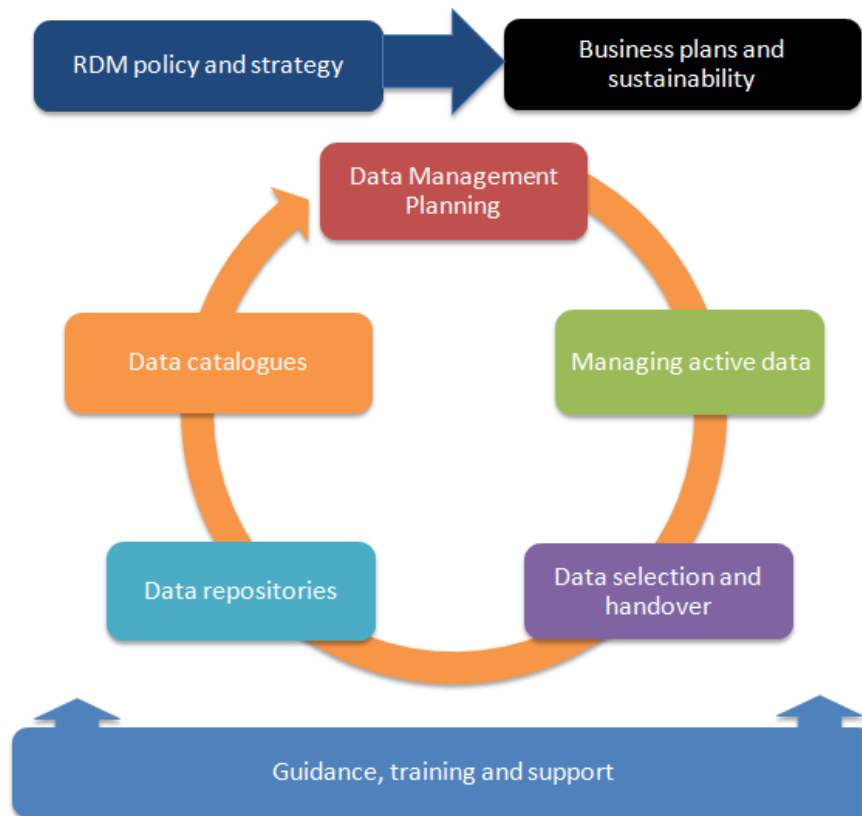 RDM policy and strategy
Business plans and
sustainability
Data Management
Planning
Data catalogues
Managing active data
Data repositories
Data selection and
handover
Guidance, training and support